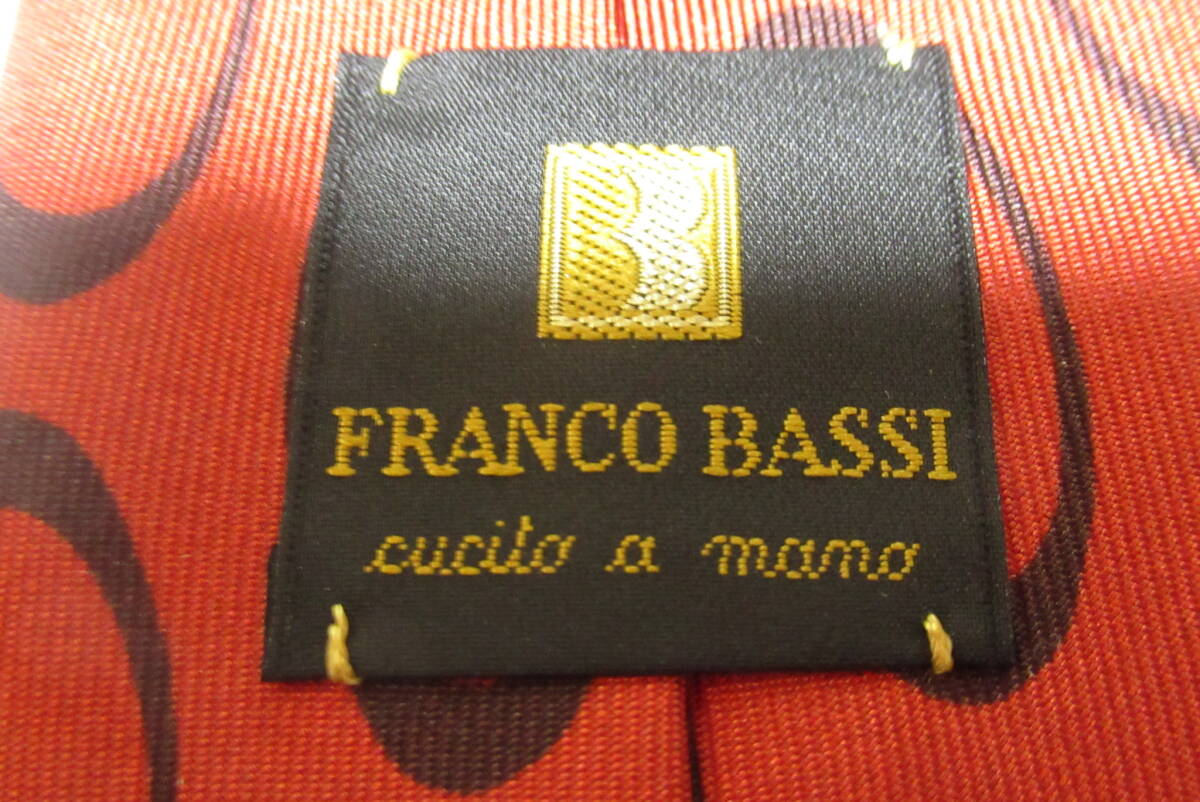 B
FRANCO BASSI
cucito a mano